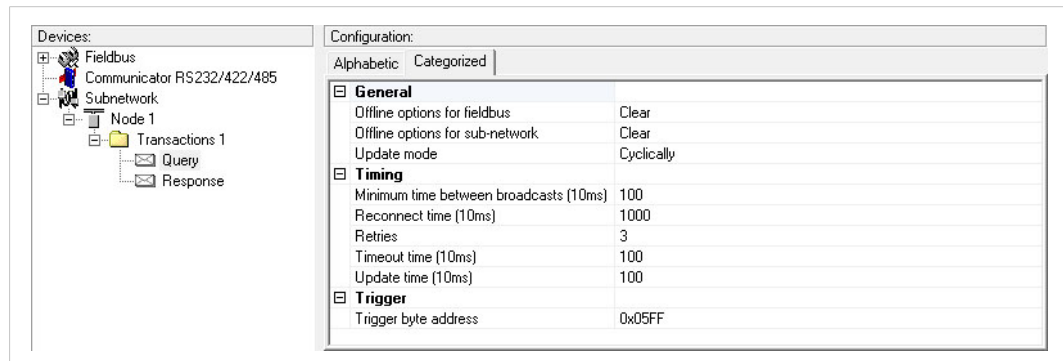 Devices:
Fieldbus
Communicator RS232/422/485
Subnetwork
Node 1
Transactions 1
Query
Response
Configuration:
Alphabetic Categorized
General
Offline options for fieldbus Clear
Offline options for sub-network Clear
Update mode Cyclically
Timing
Minimum time between broadcasts (10ms) 100
Reconnect time (10ms) 1000
Retries 3
Timeout time (10ms) 100
Update time (10ms) 100
Trigger
Trigger byte address 0x05FF